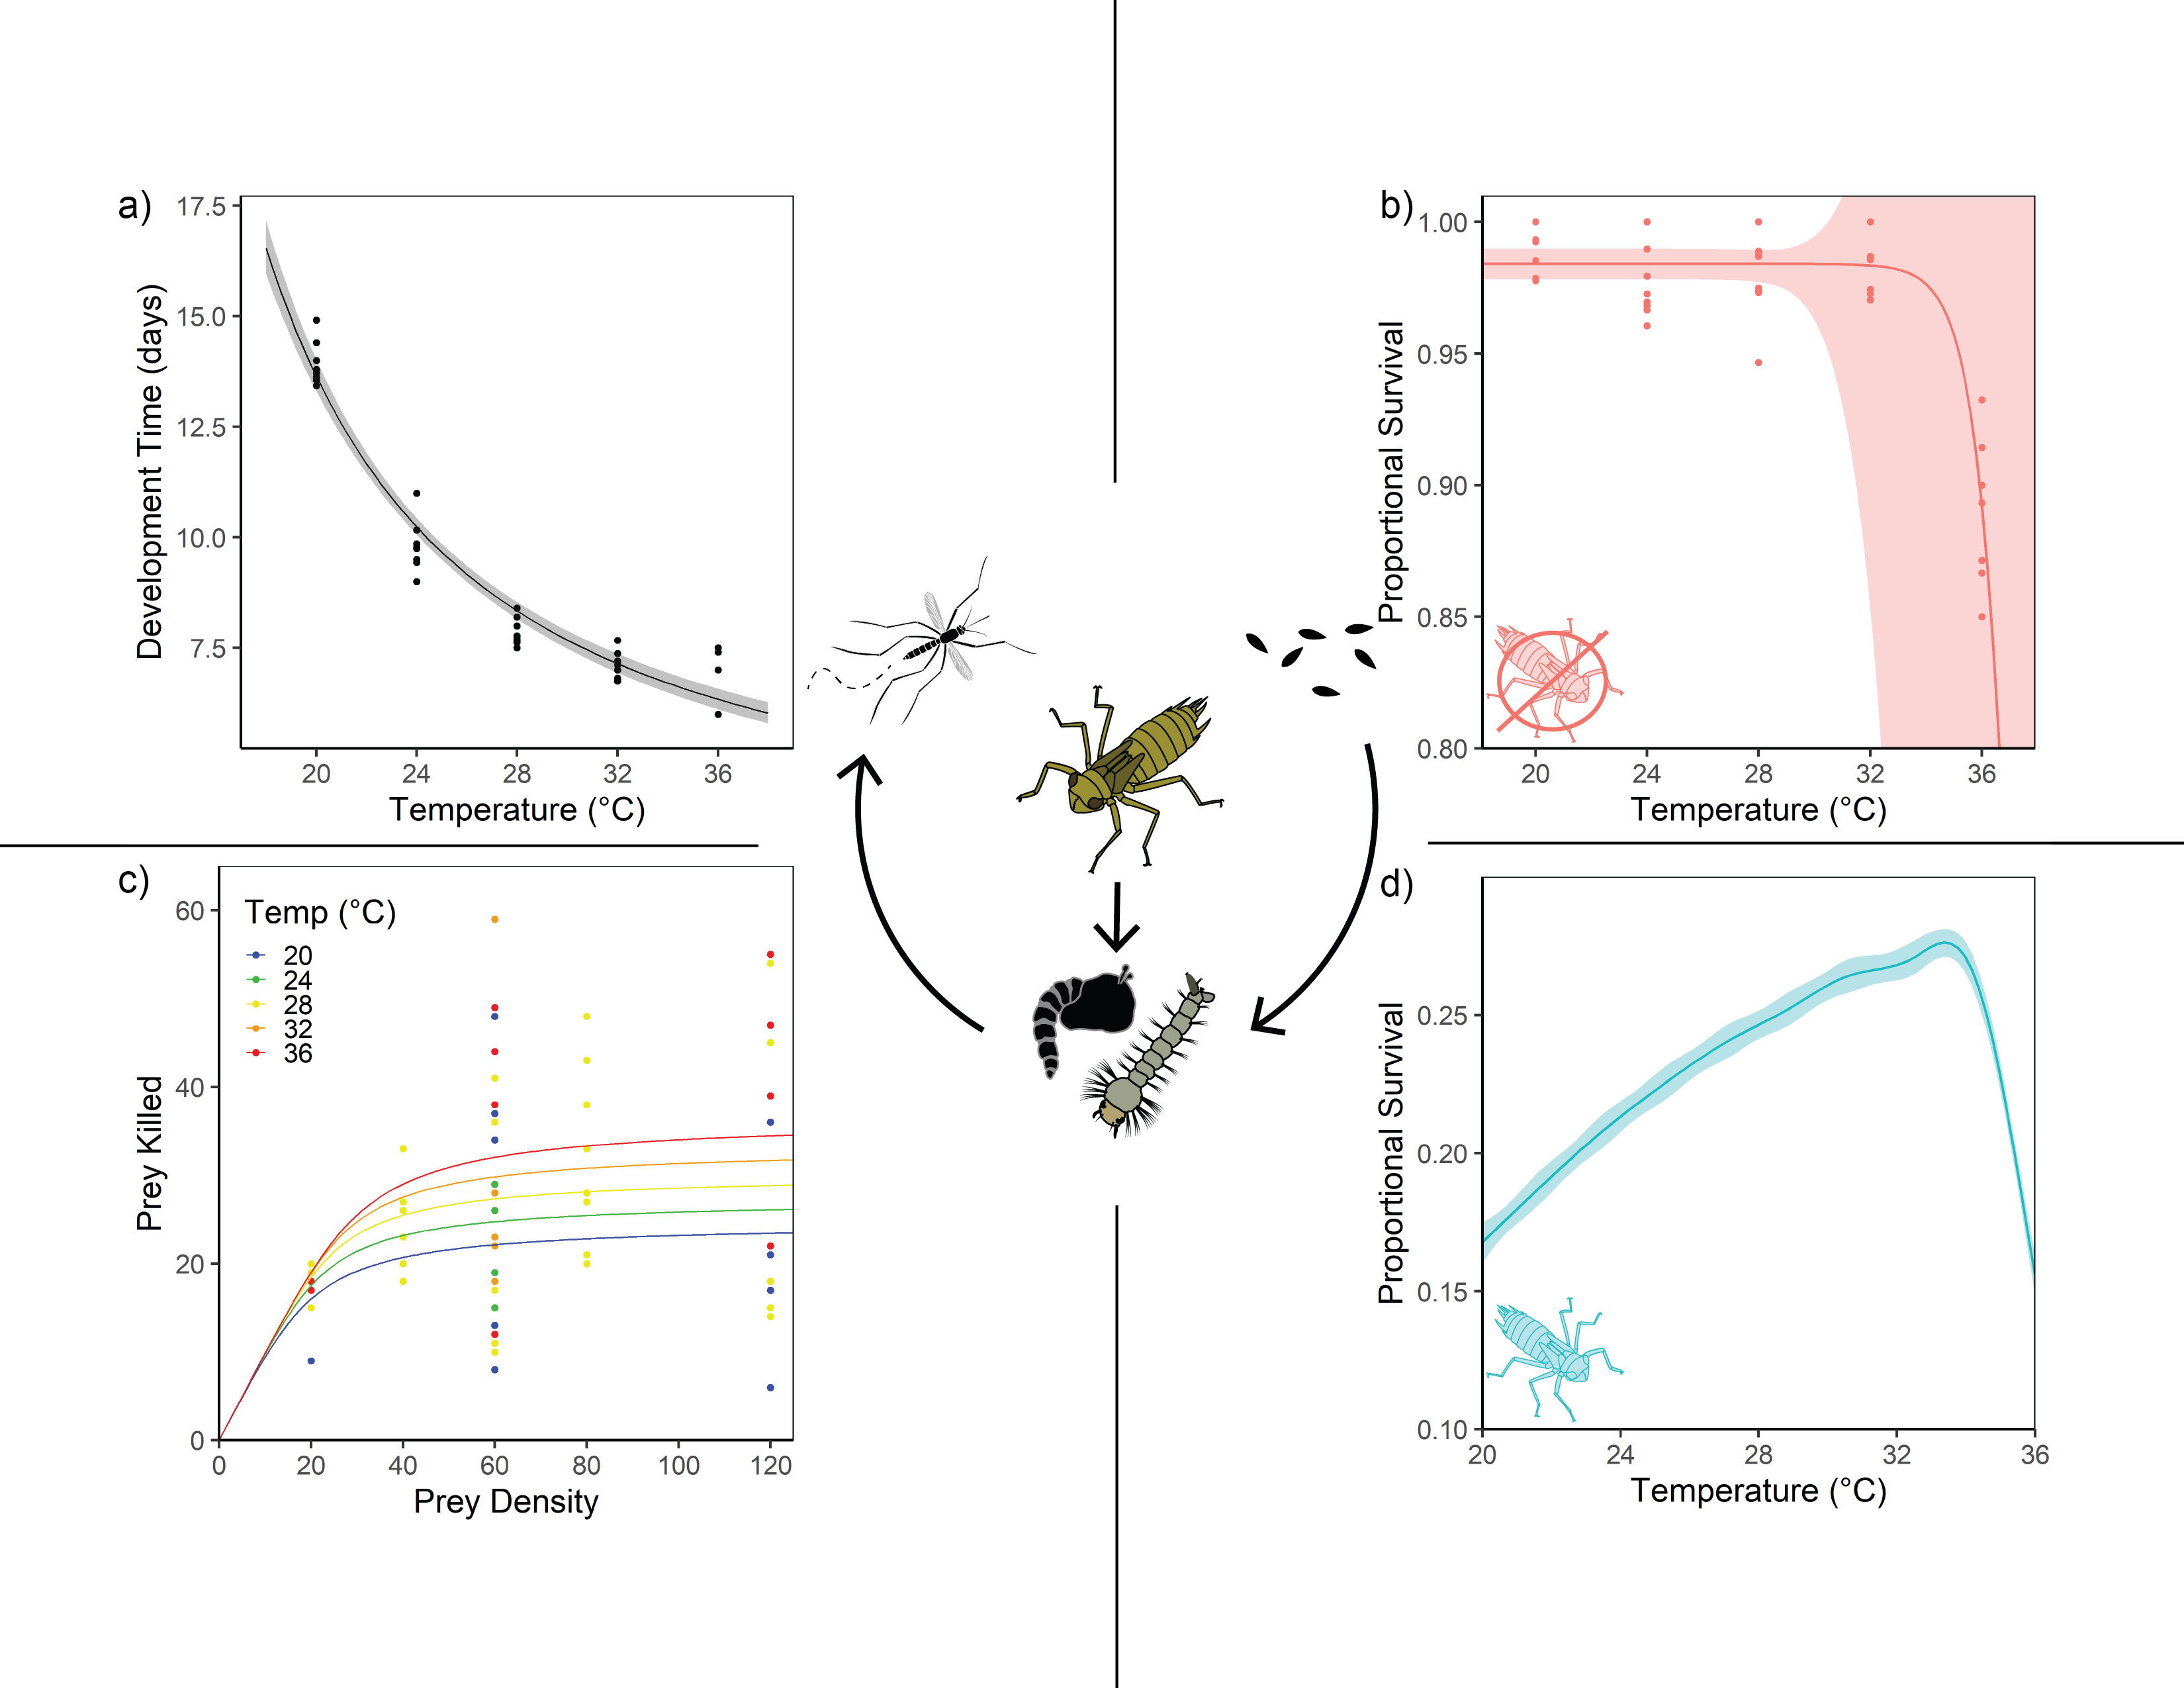 a)
17.5
15.0
12.5
10.0
7.5
Development Time (days)
20 24 28 32 36
Temperature (°C)
b)
1.00
0.95
0.90
0.85
0.80
Proportional Survival
20 24 28 32 36
Temperature (°C)
c)
60
40
20
0
Prey Killed
Temp (°C)
20
24
28
32
36
0 20 40 60 80 100 120
Prey Density
d)
0.25
0.20
0.15
0.10
Proportional Survival
20 24 28 32 36
Temperature (°C)